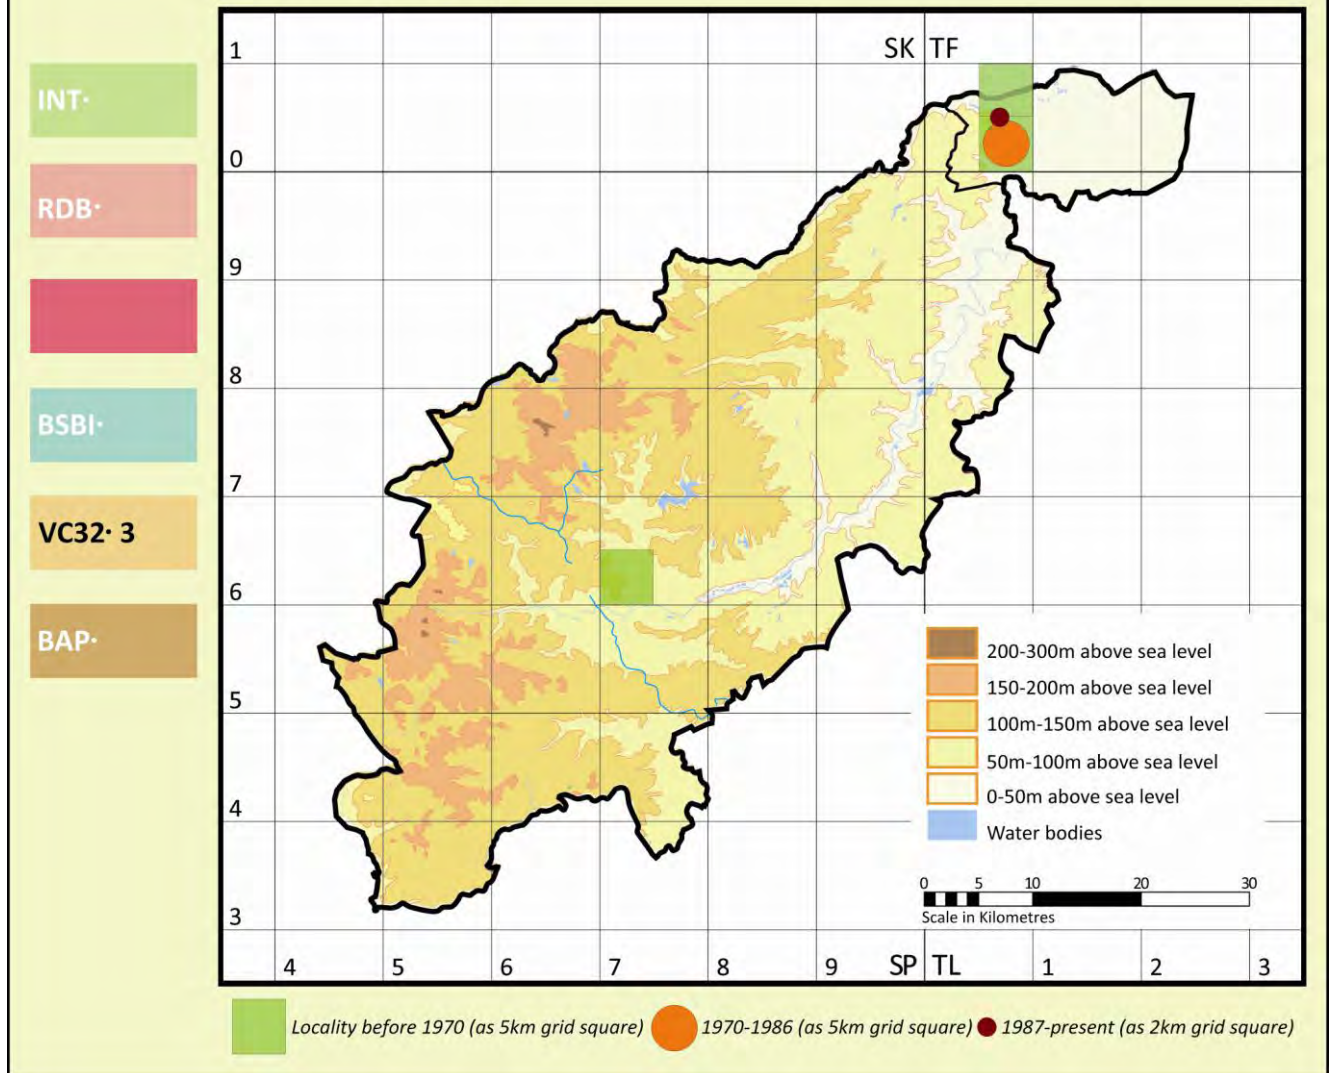 INT·
RDB·
BSBI·
VC32· 3
BAP·
SK TF
1
0
9
8
7
6
5
4
3
4 5 6 7 8 9 SP TL 1 2 3
200-300m above sea level
150-200m above sea level
100m-150m above sea level
50m-100m above sea level
0-50m above sea level
Water bodies
0 5 10 20 30
Scale in Kilometres
Locality before 1970 (as 5km grid square) 1970-1986 (as 5km grid square) 1987-present (as 2km grid square)